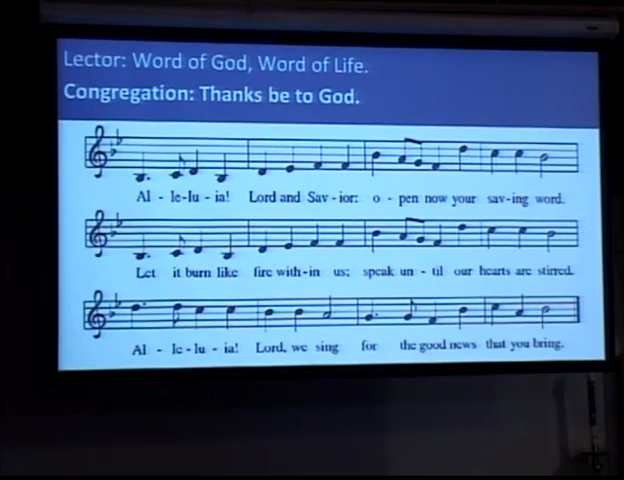 Lector: Word of God, Word of Life.
Congregation: Thanks be to God.
Al - le-lu - ia! Lord and Sav - ior: o - pen now your sav-ing word.
Let it burn like fire with-in us; speak un - til our hearts are stirred.
Al - le - lu - ia! Lord, we sing for the good news that you bring.